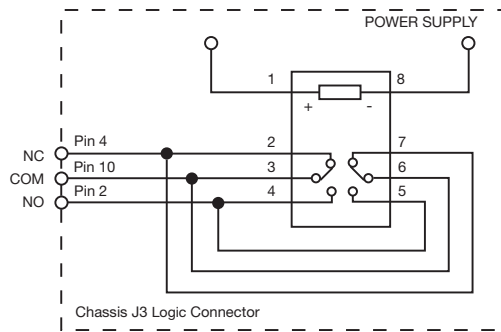 POWER SUPPLY
1 8
+ -
NC Pin 4 2 7
COM Pin 10 3 6
NO Pin 2 4 5
Chassis J3 Logic Connector